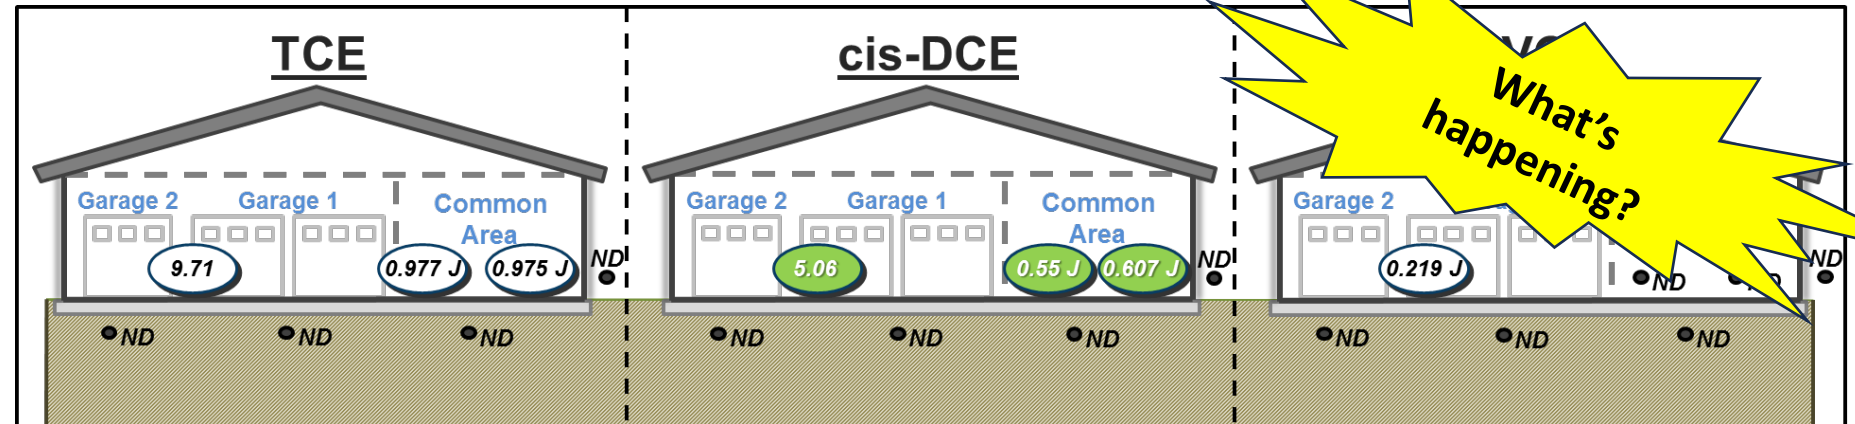 TCE
Garage 2
Garage 1
Common
Area
9.71
0.977 J
0.975 J
ND
ND
ND
ND
cis-DCE
Garage 2
Garage 1
Common
Area
5.06
0.55 J
0.607 J
ND
ND
ND
ND
What's
happening?
Garage 2
0.219 J
ND
ND
ND
ND
ND